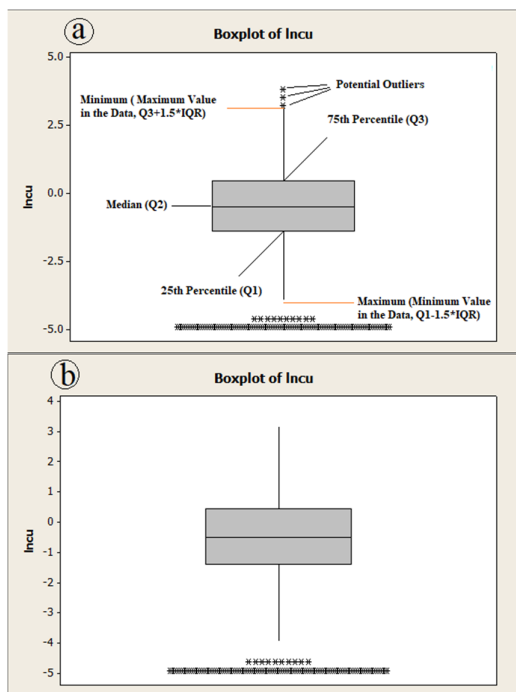 a
Boxplot of lncu
5.0
2.5
0.0
-2.5
-5.0
lncu
Potential Outliers
Minimum ( Maximum Value
in the Data, Q3+1.5*IQR)
75th Percentile (Q3)
Median (Q2)
25th Percentile (Q1)
Maximum (Minimum Value
in the Data, Q1-1.5*IQR)
b
Boxplot of lncu
4
3
2
1
0
-1
-2
-3
-4
-5
lncu